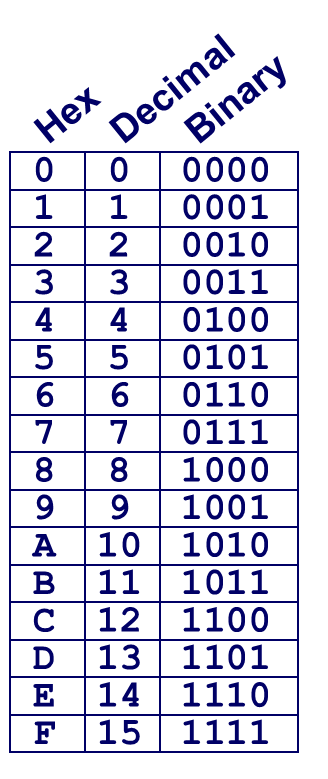 Hex Decimal Binary
0 0 0000
1 1 0001
2 2 0010
3 3 0011
4 4 0100
5 5 0101
6 6 0110
7 7 0111
8 8 1000
9 9 1001
A 10 1010
B 11 1011
C 12 1100
D 13 1101
E 14 1110
F 15 1111